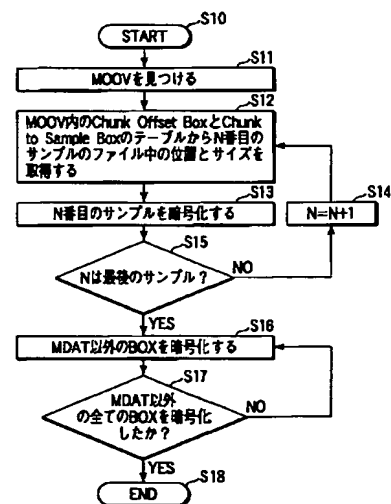 S10
START
S11
MOOVを見つける
S12
MOOV内のChunk Offset BoxとChunk
to Sample BoxのテーブルからN番目の
サンプルのファイル中の位置とサイズを
取得する
S13
N番目のサンプルを暗号化する
S14
N=N+1
S15
Nは最後のサンプル?
NO
YES
S16
MDAT以外のBOXを暗号化する
S17
MDAT以外
の全てのBOXを暗号化
したか?
NO
YES
S18
END